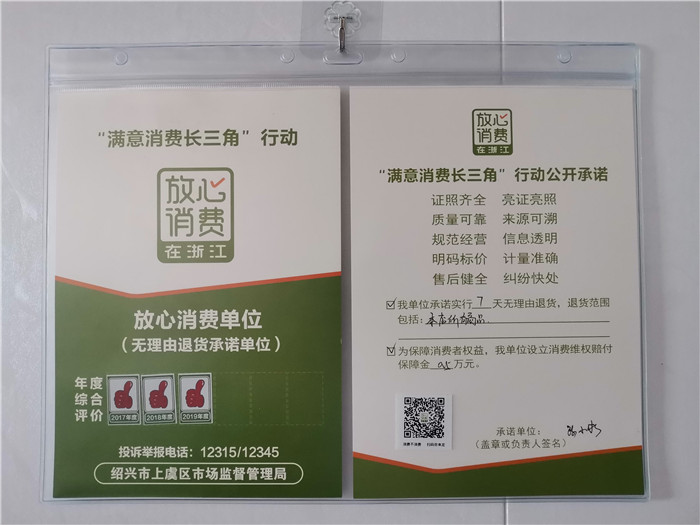 “满意消费长三角”行动
放心
消费
在浙江
放心消费单位
（无理由退货承诺单位）
年度
综合
评价
2017年度
2018年度
2019年度
投诉举报电话：12315/12345
绍兴市上虞区市场监督管理局
放心
消费
在浙江
“满意消费长三角”行动公开承诺
证照齐全 亮证亮照
质量可靠 来源可溯
规范经营 信息透明
明码标价 计量准确
售后健全 纠纷快处
我单位承诺实行 7 天无理由退货，退货范围
包括：本店所
为保障消费者权益，我单位设立消费维权赔付
保障金 万元。
承诺单位：
（盖章或负责人签名）